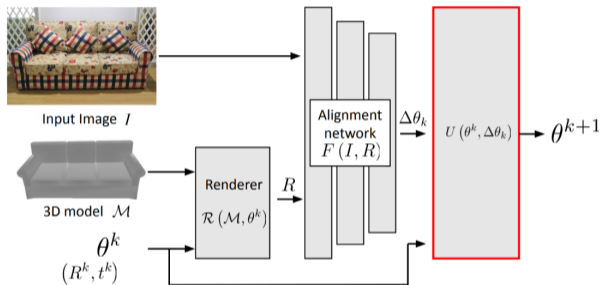 Input Image I
3D model ℳ
θ^k
(R^k, t^k)
Renderer
ℛ (ℳ, θ^k)
R
Alignment
network
F (I, R)
Δθ_k
U (θ^k, Δθ_k)
θ^{k+1}